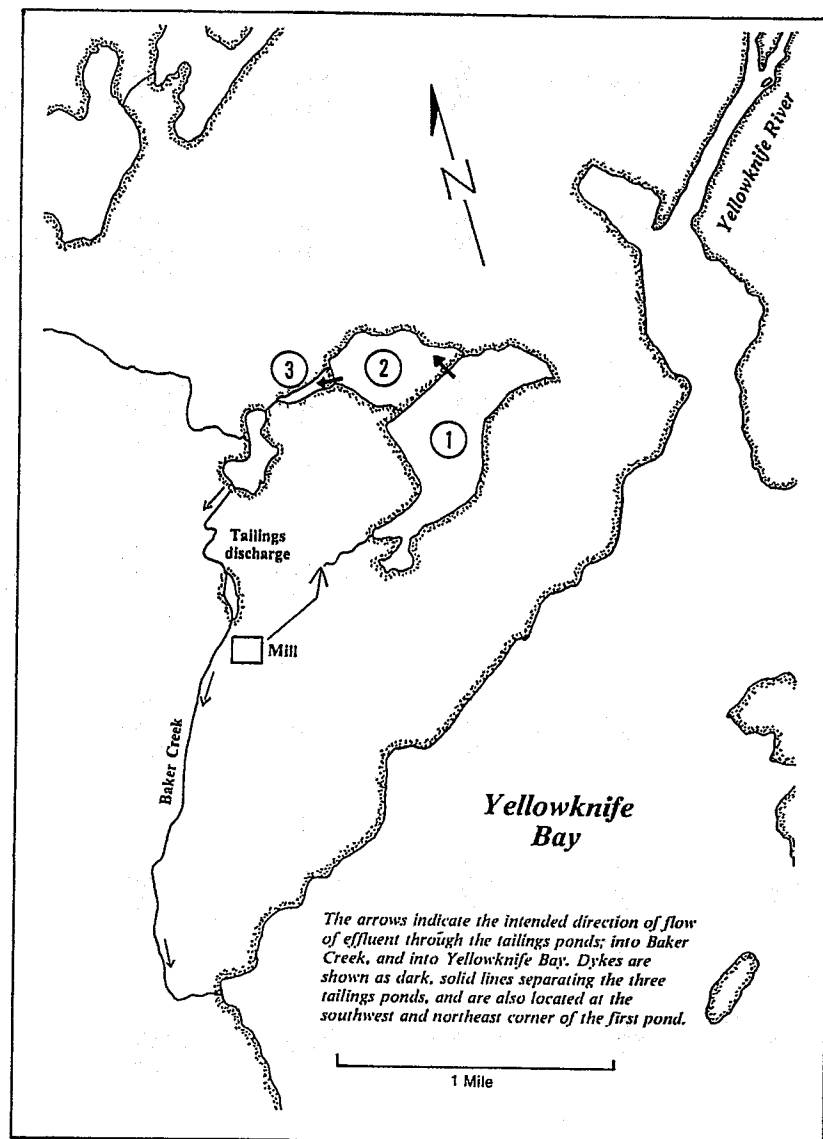 Yellowknife River
N
3
2
1
Tailings
discharge
Mill
Baker Creek
Yellowknife
Bay
The arrows indicate the intended direction of flow
of effluent through the tailings ponds; into Baker
Creek, and into Yellowknife Bay. Dykes are
shown as dark, solid lines separating the three
tailings ponds, and are also located at the
southwest and northeast corner of the first pond.
1 Mile